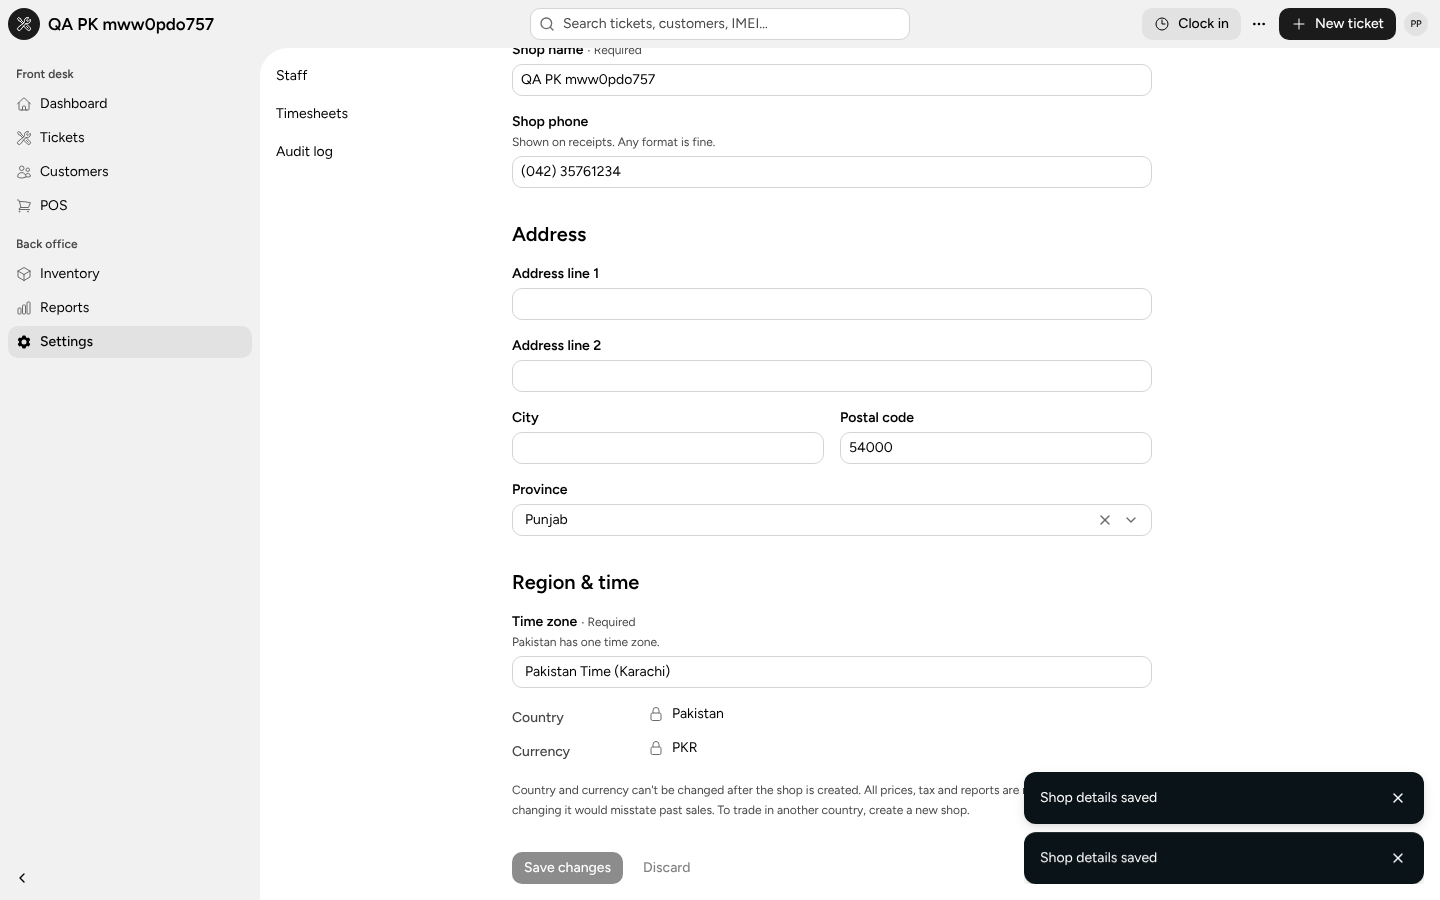 QA PK mww0pdo757
Search tickets, customers, IMEI...
Clock in
New ticket
PP
Front desk
Dashboard
Tickets
Customers
POS
Back office
Inventory
Reports
Settings
Staff
Timesheets
Audit log
Shop name · Required
QA PK mww0pdo757
Shop phone
Shown on receipts. Any format is fine.
(042) 35761234
Address
Address line 1
Address line 2
City
Postal code
54000
Province
Punjab
Region & time
Time zone · Required
Pakistan has one time zone.
Pakistan Time (Karachi)
Country
Pakistan
Currency
PKR
Country and currency can't be changed after the shop is created. All prices, tax and reports are
changing it would misstate past sales. To trade in another country, create a new shop.
Save changes
Discard
Shop details saved
Shop details saved